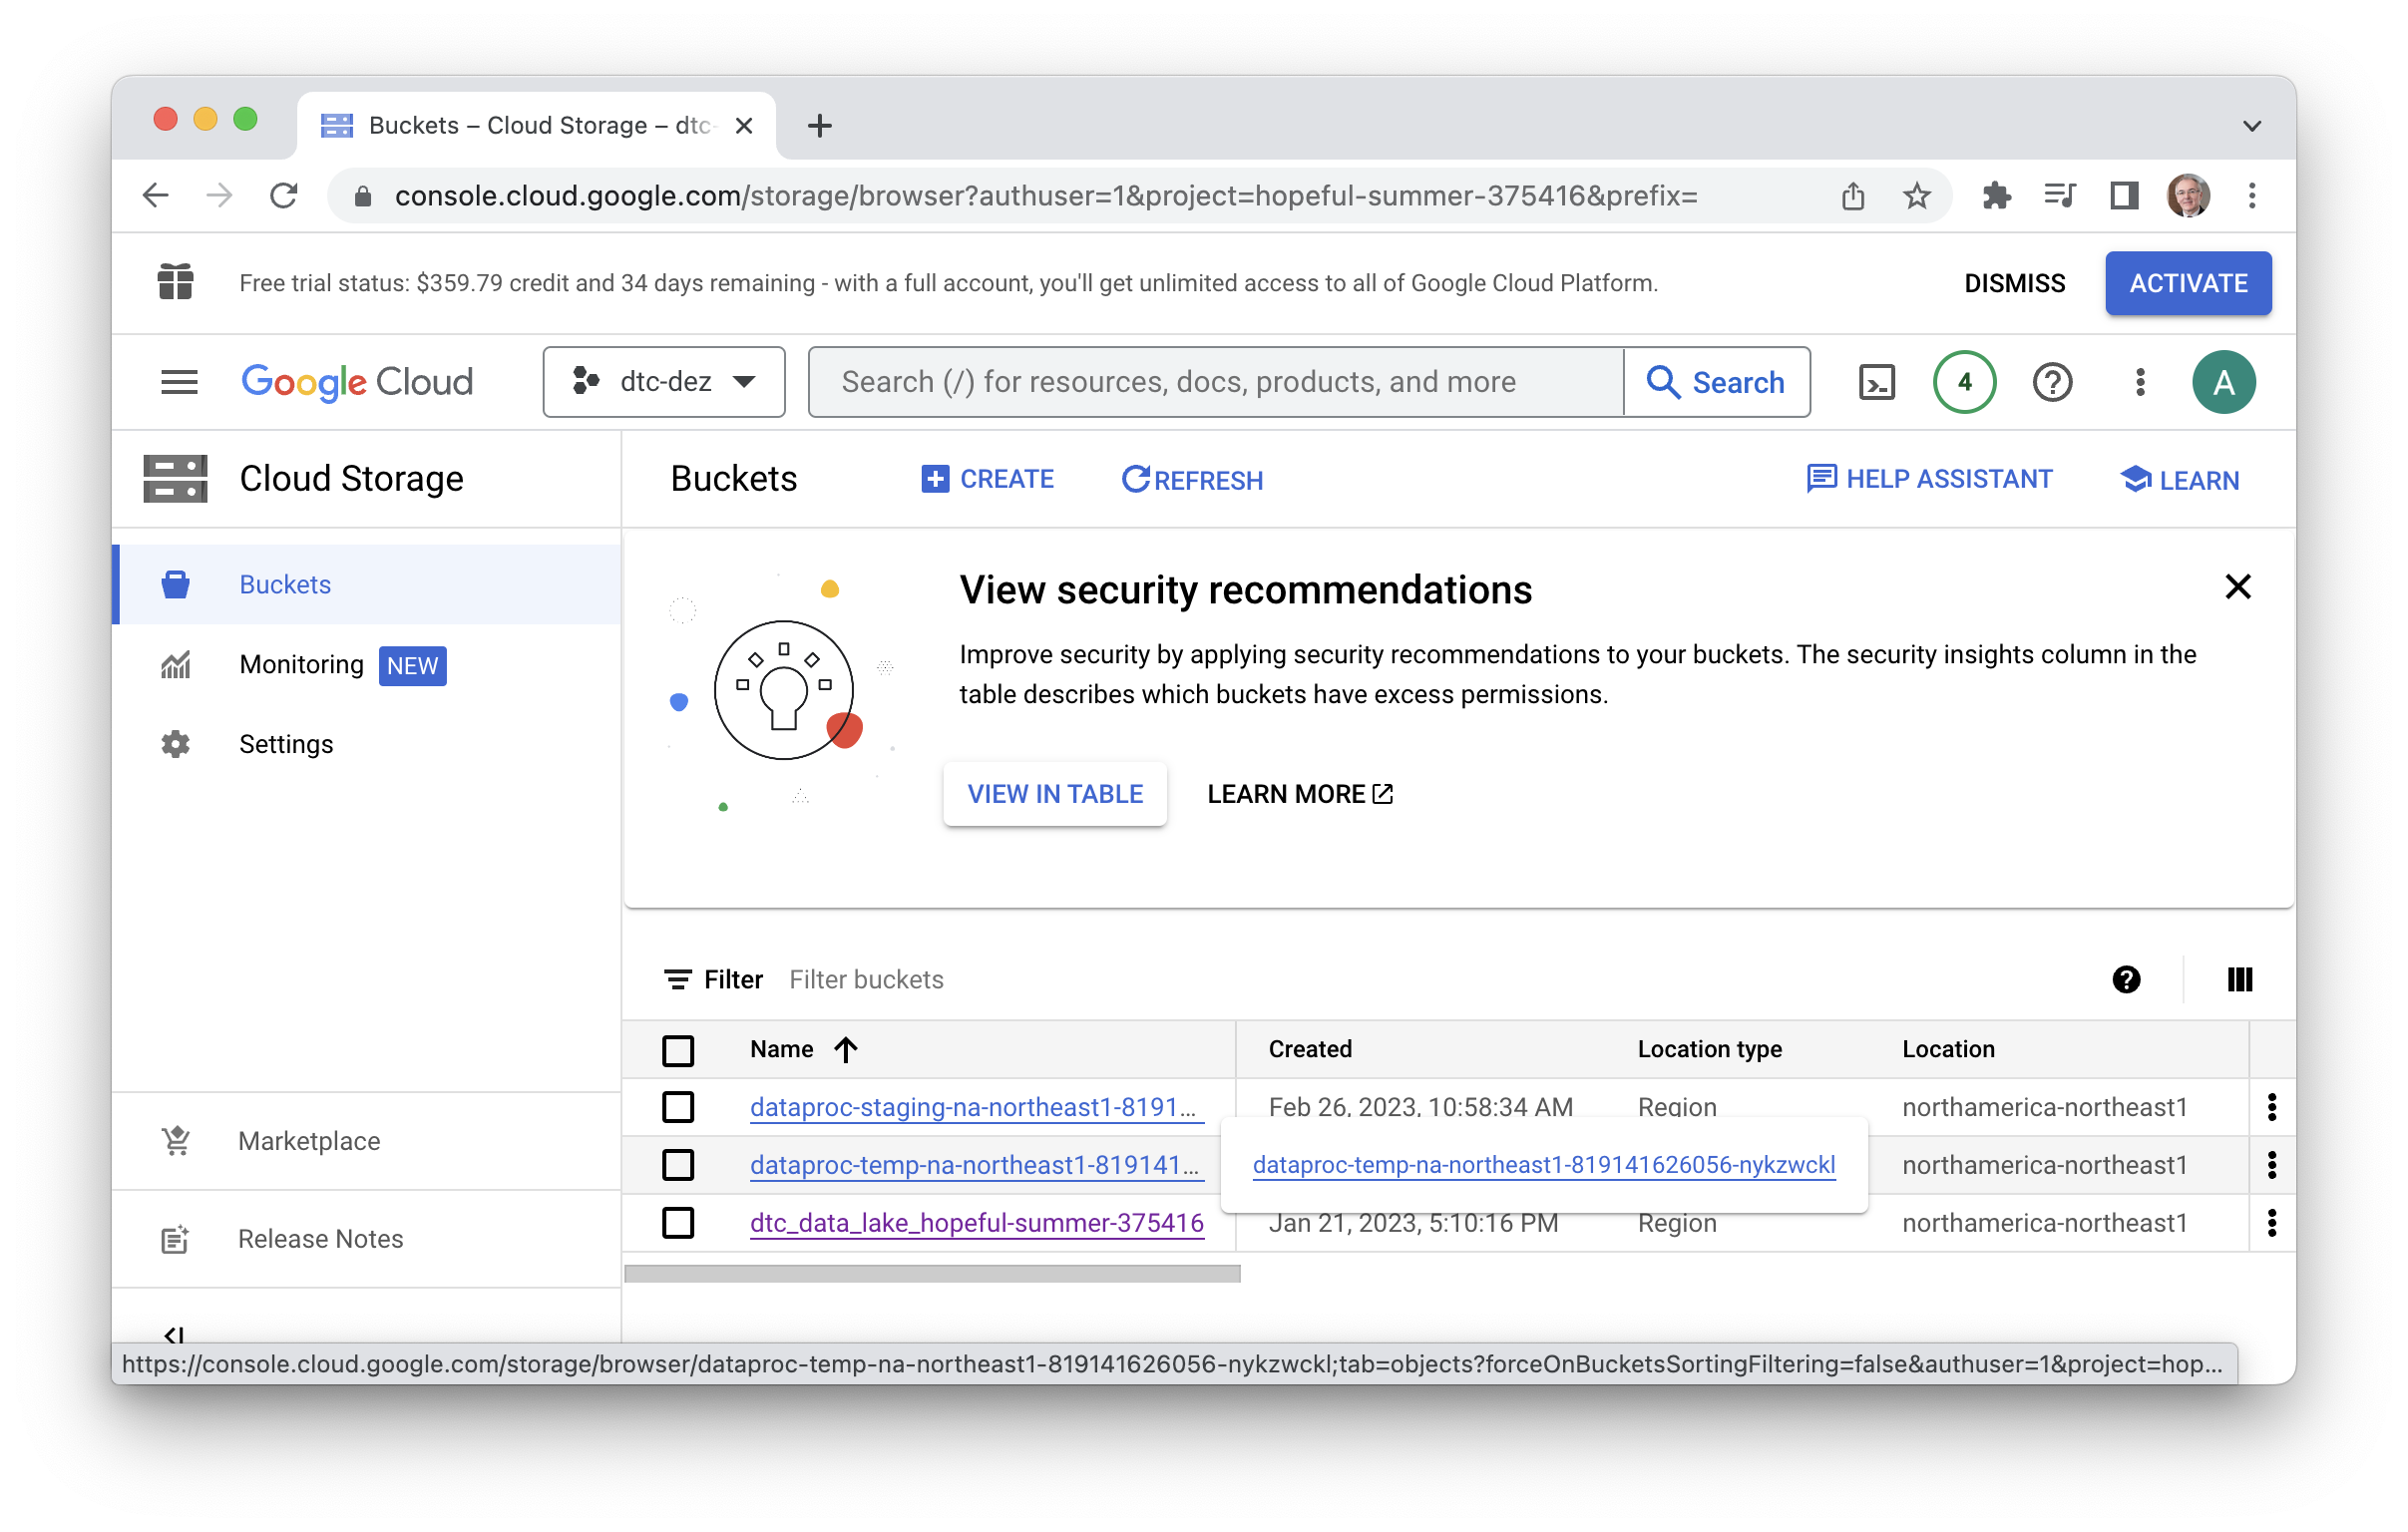 Buckets – Cloud Storage – dtc-
console.cloud.google.com/storage/browser?authuser=1&project=hopeful-summer-375416&prefix=
Free trial status: $359.79 credit and 34 days remaining - with a full account, you'll get unlimited access to all of Google Cloud Platform.
DISMISS
ACTIVATE
Google Cloud
dtc-dez
Search (/) for resources, docs, products, and more
Search
4
A
Cloud Storage
Buckets
CREATE
REFRESH
HELP ASSISTANT
LEARN
Buckets
Monitoring NEW
Settings
Marketplace
Release Notes
View security recommendations
Improve security by applying security recommendations to your buckets. The security insights column in the
table describes which buckets have excess permissions.
VIEW IN TABLE
LEARN MORE
Filter Filter buckets
Name Created Location type Location
dataproc-staging-na-northeast1-8191... Feb 26, 2023, 10:58:34 AM Region northamerica-northeast1
dataproc-temp-na-northeast1-819141... dataproc-temp-na-northeast1-819141626056-nykzwckl northamerica-northeast1
dtc_data_lake_hopeful-summer-375416 Jan 21, 2023, 5:10:16 PM Region northamerica-northeast1
https://console.cloud.google.com/storage/browser/dataproc-temp-na-northeast1-819141626056-nykzwckl;tab=objects?forceOnBucketsSortingFiltering=false&authuser=1&project=hop...